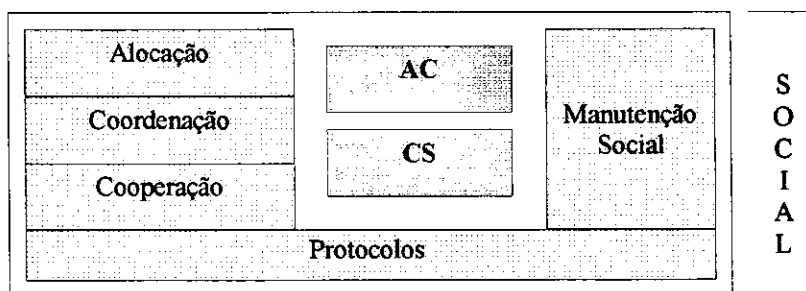 Alocação
Coordenação
Cooperação
AC
CS
Manutenção
Social
Protocolos
S
O
C
I
A
L